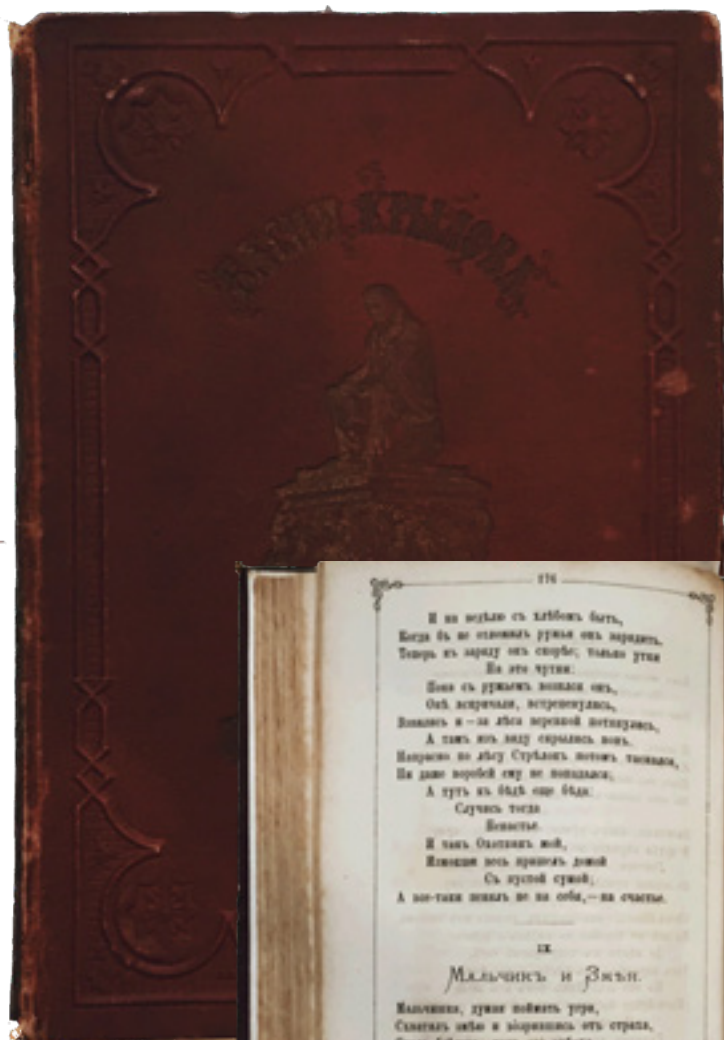 БАСНИ КРЫЛОВА
176
И на недѣлю съ хлѣбомъ быть,
Когда бъ не отложилъ ружья онъ зарядить.
Теперь къ заряду онъ скорѣе; только утки
На это чутки:
Пока съ ружьемъ возился онъ,
Онѣ вскричали, встрепенулись,
Взвились и—за лѣса веревкой потянулись,
А тамъ изъ виду скрылись вонъ.
Напрасно по лѣсу Стрѣлокъ потомъ таскался,
Ни даже воробей ему не попадался;
А тутъ къ бѣдѣ еще бѣда:
Случись тогда
Ненастье.
И такъ Охотникъ мой,
Измокши весь пришелъ домой
Съ пустой сумой;
А все-таки пенялъ не на себя,—на счастье.
IX
Мальчикъ и Змѣя.
Мальчишка, думая поймать угря,
Схватилъ змѣю и воззрившись отъ страха,